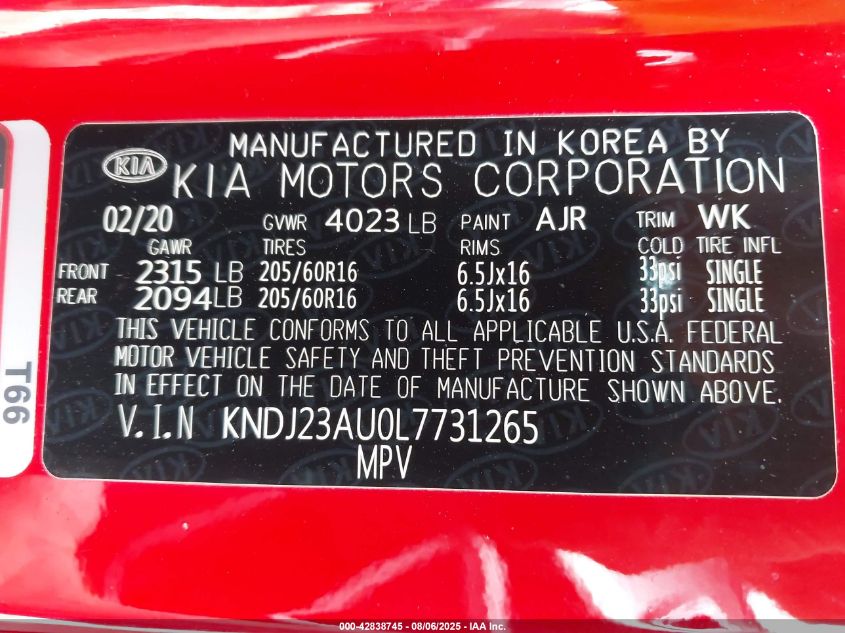 MANUFACTURED IN KOREA BY
KIA KIA MOTORS CORPORATION
02/20 GVWR 4023 LB PAINT AJR TRIM WK
GAWR TIRES RIMS COLD TIRE INFL
FRONT 2315 LB 205/60R16 6.5Jx16 33psi SINGLE
REAR 2094 LB 205/60R16 6.5Jx16 33psi SINGLE
THIS VEHICLE CONFORMS TO ALL APPLICABLE U.S.A. FEDERAL
MOTOR VEHICLE SAFETY AND THEFT PREVENTION STANDARDS
IN EFFECT ON THE DATE OF MANUFACTURE SHOWN ABOVE.
V.I.N KNDJ23AU0L7731265
MPV
T66
000-42838745 - 08/06/2025 - IAA Inc.